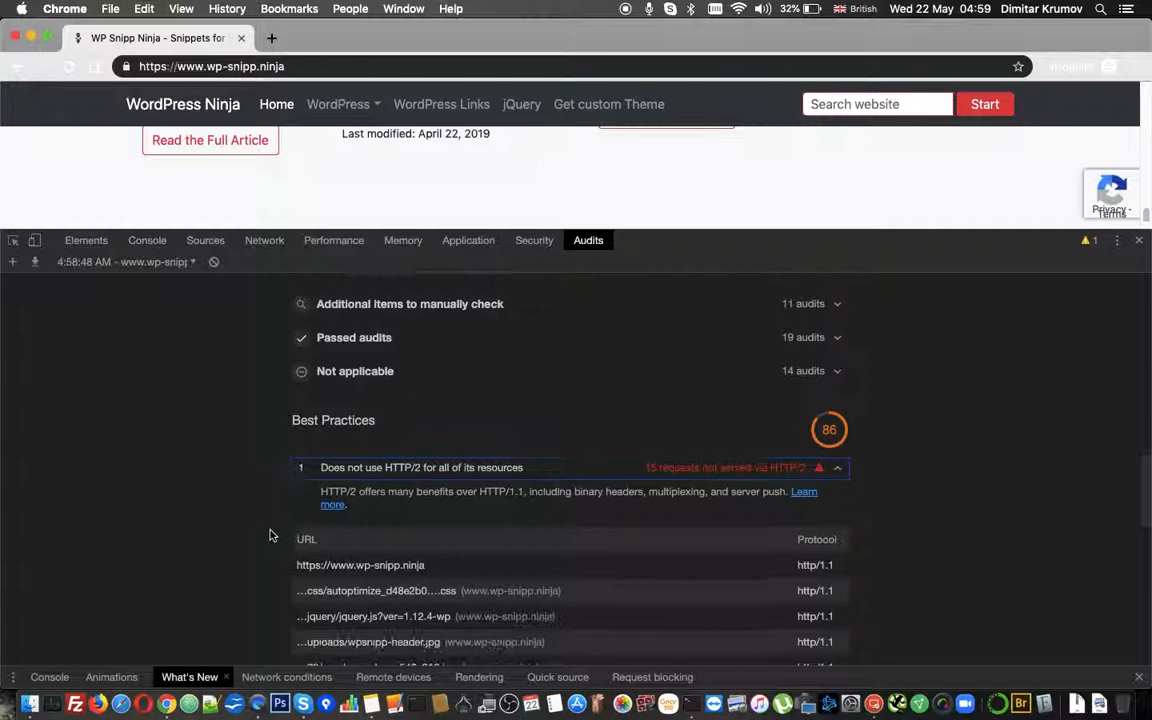 Chrome File Edit View History Bookmarks People Window Help 32% British Wed 22 May 04:59 Dimitar Krumov
WP Snipp Ninja - Snippets for
https://www.wp-snipp.ninja
WordPress Ninja Home WordPress WordPress Links jQuery Get custom Theme Search website Start
Last modified: April 22, 2019
Read the Full Article
Privacy - Terms
Elements Console Sources Network Performance Memory Application Security Audits 1
4:58:48 AM - www.wp-snipp
Additional items to manually check 11 audits
Passed audits 19 audits
Not applicable 14 audits
Best Practices 86
1 Does not use HTTP/2 for all of its resources 15 requests not served via HTTP/2
HTTP/2 offers many benefits over HTTP/1.1, including binary headers, multiplexing, and server push. Learn
more.
URL Protocol
https://www.wp-snipp.ninja http/1.1
...css/autoptimize_d48e2b0....css (www.wp-snipp.ninja) http/1.1
...jquery/jquery.js?ver=1.12.4-wp (www.wp-snipp.ninja) http/1.1
...uploads/wpsnipp-header.jpg (www.wp-snipp.ninja) http/1.1
Console Animations What's New Network conditions Remote devices Rendering Quick source Request blocking
Ps
Br